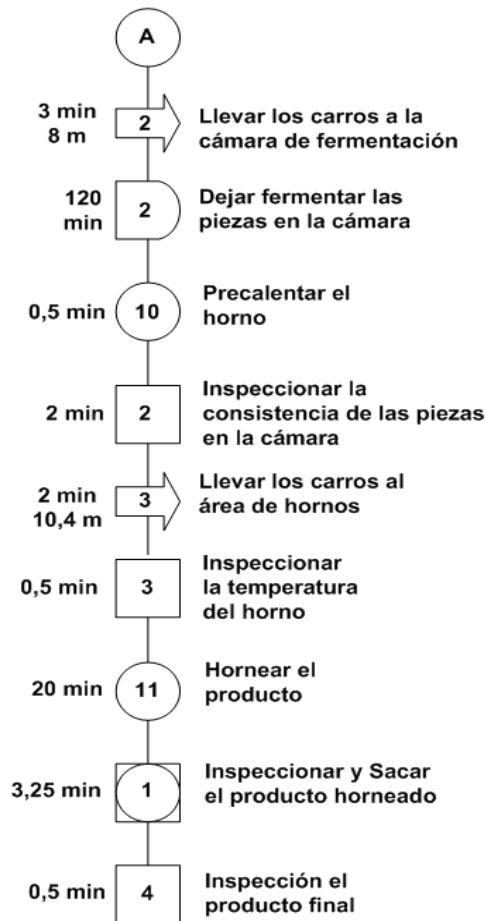 A
3 min
8 m
2
Llevar los carros a la
cámara de fermentación
120
min
2
Dejar fermentar las
piezas en la cámara
0,5 min
10
Precalentar el
horno
2 min
2
Inspeccionar la
consistencia de las piezas
en la cámara
2 min
10,4 m
3
Llevar los carros al
área de hornos
0,5 min
3
Inspeccionar
la temperatura
del horno
20 min
11
Hornear el
producto
3,25 min
1
Inspeccionar y Sacar
el producto horneado
0,5 min
4
Inspección el
producto final